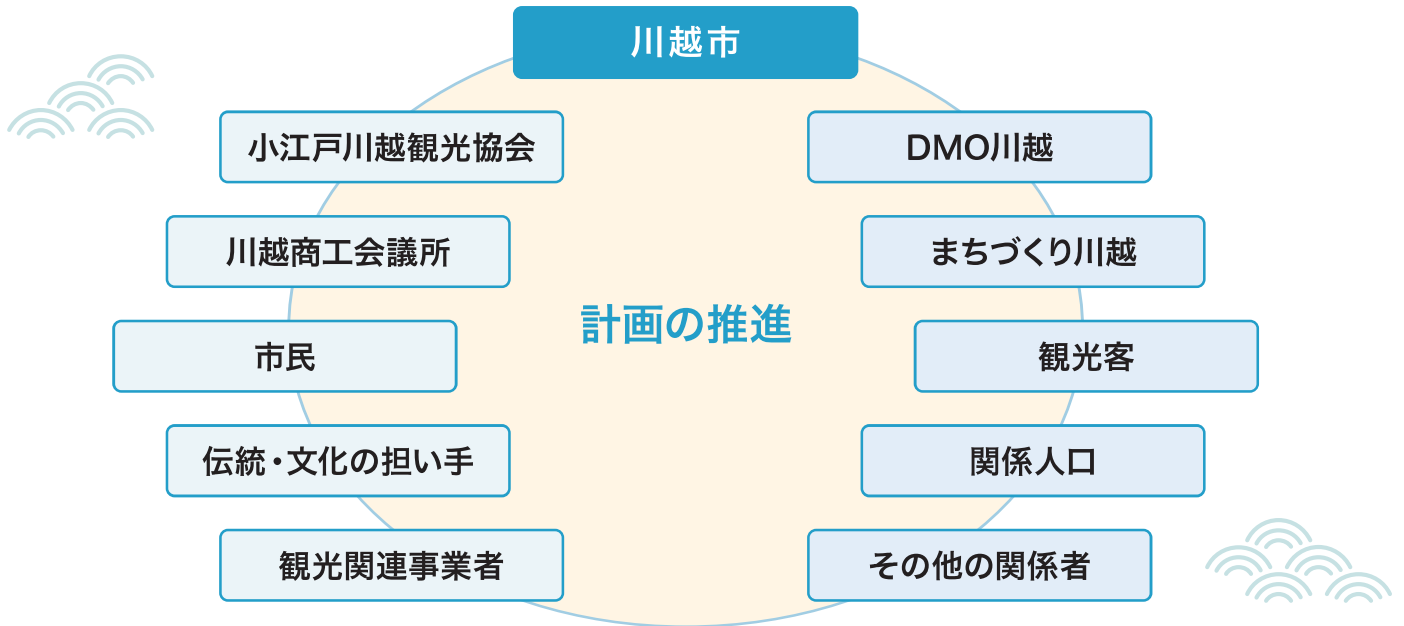 川越市
小江戸川越観光協会
DMO川越
川越商工会議所
まちづくり川越
計画の推進
市民
観光客
伝統・文化の担い手
関係人口
観光関連事業者
その他の関係者